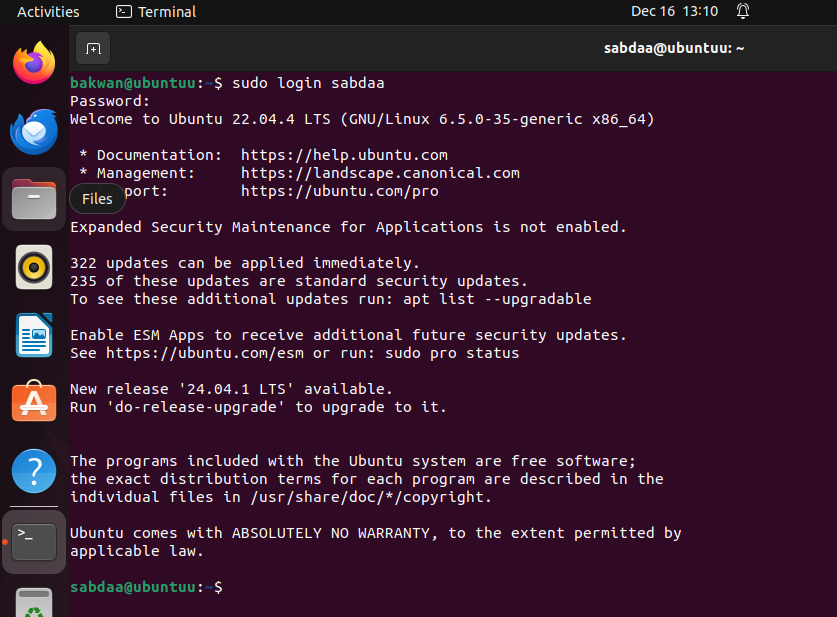 Activities Terminal Dec 16 13:10
sabdaa@ubuntuu: ~
bakwan@ubuntuu:~$ sudo login sabdaa
Password:
Welcome to Ubuntu 22.04.4 LTS (GNU/Linux 6.5.0-35-generic x86_64)
* Documentation: https://help.ubuntu.com
* Management: https://landscape.canonical.com
port: https://ubuntu.com/pro
Files
Expanded Security Maintenance for Applications is not enabled.
322 updates can be applied immediately.
235 of these updates are standard security updates.
To see these additional updates run: apt list --upgradable
Enable ESM Apps to receive additional future security updates.
See https://ubuntu.com/esm or run: sudo pro status
New release '24.04.1 LTS' available.
Run 'do-release-upgrade' to upgrade to it.
The programs included with the Ubuntu system are free software;
the exact distribution terms for each program are described in the
individual files in /usr/share/doc/*/copyright.
Ubuntu comes with ABSOLUTELY NO WARRANTY, to the extent permitted by
applicable law.
sabdaa@ubuntuu:~$